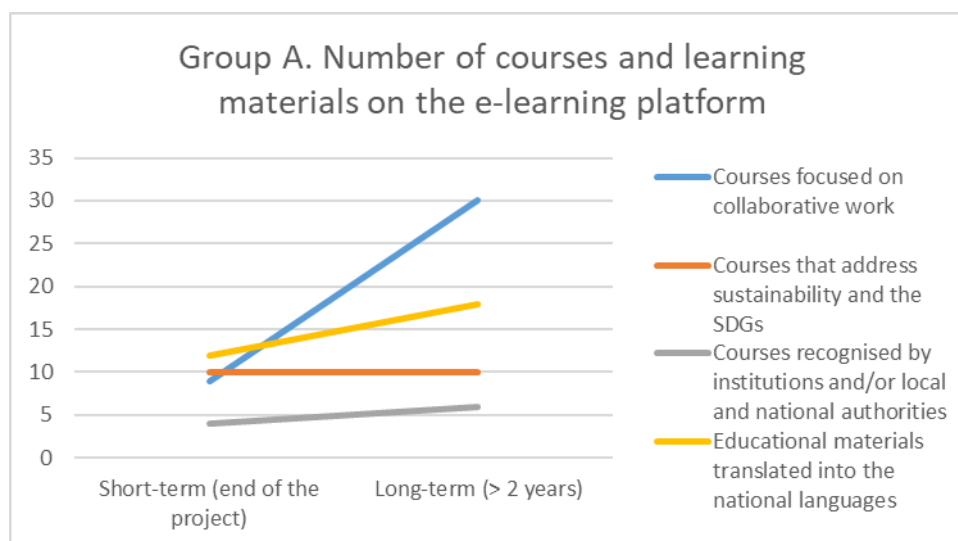 Group A. Number of courses and learning
materials on the e-learning platform
35
30
25
20
15
10
5
0
Short-term (end of the
project)
Long-term (> 2 years)
Courses focused on
collaborative work
Courses that address
sustainability and the
SDGs
Courses recognised by
institutions and/or local
and national authorities
Educational materials
translated into the
national languages